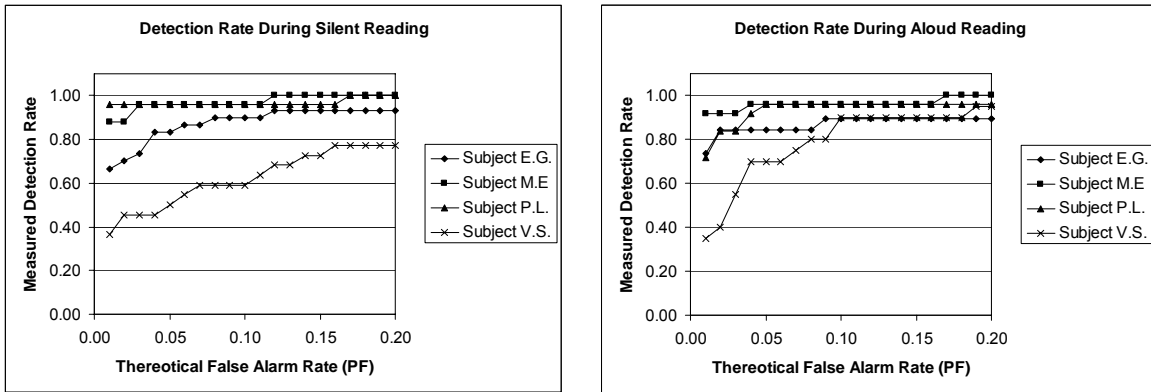 Detection Rate During Silent Reading
Measured Detection Rate
1.00
0.80
0.60
0.40
0.20
0.00
0.00 0.05 0.10 0.15 0.20
Thereotical False Alarm Rate (PF)
Subject E.G.
Subject M.E
Subject P.L.
Subject V.S.
Detection Rate During Aloud Reading
Measured Detection Rate
1.00
0.80
0.60
0.40
0.20
0.00
0.00 0.05 0.10 0.15 0.20
Thereotical False Alarm Rate (PF)
Subject E.G.
Subject M.E
Subject P.L.
Subject V.S.